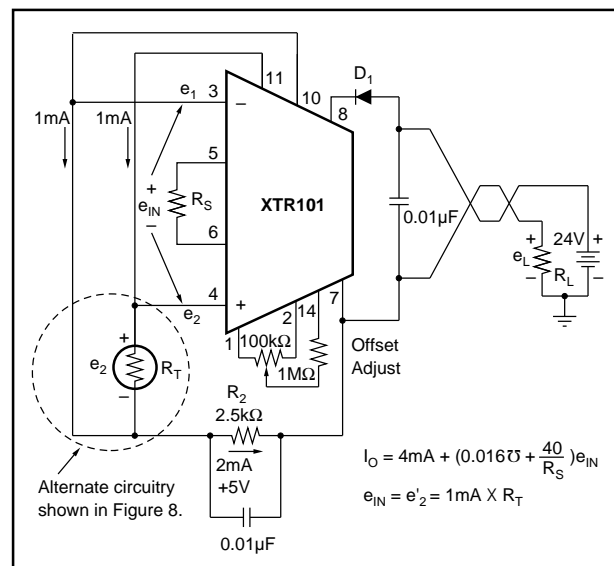 11
10
D1
e1
3
8
1mA
1mA
–
+
eIN
–
5
RS
6
XTR101
0.01µF
+
24V
+
eL
RL
–
–
4
+
e2
1
2
14
7
100kΩ
1MΩ
Offset
Adjust
+
e2
RT
–
R2
2.5kΩ
2mA
+5V
0.01µF
Alternate circuitry
shown in Figure 8.
IO = 4mA + (0.016℧ + 40/RS )eIN
eIN = e'2 = 1mA X RT